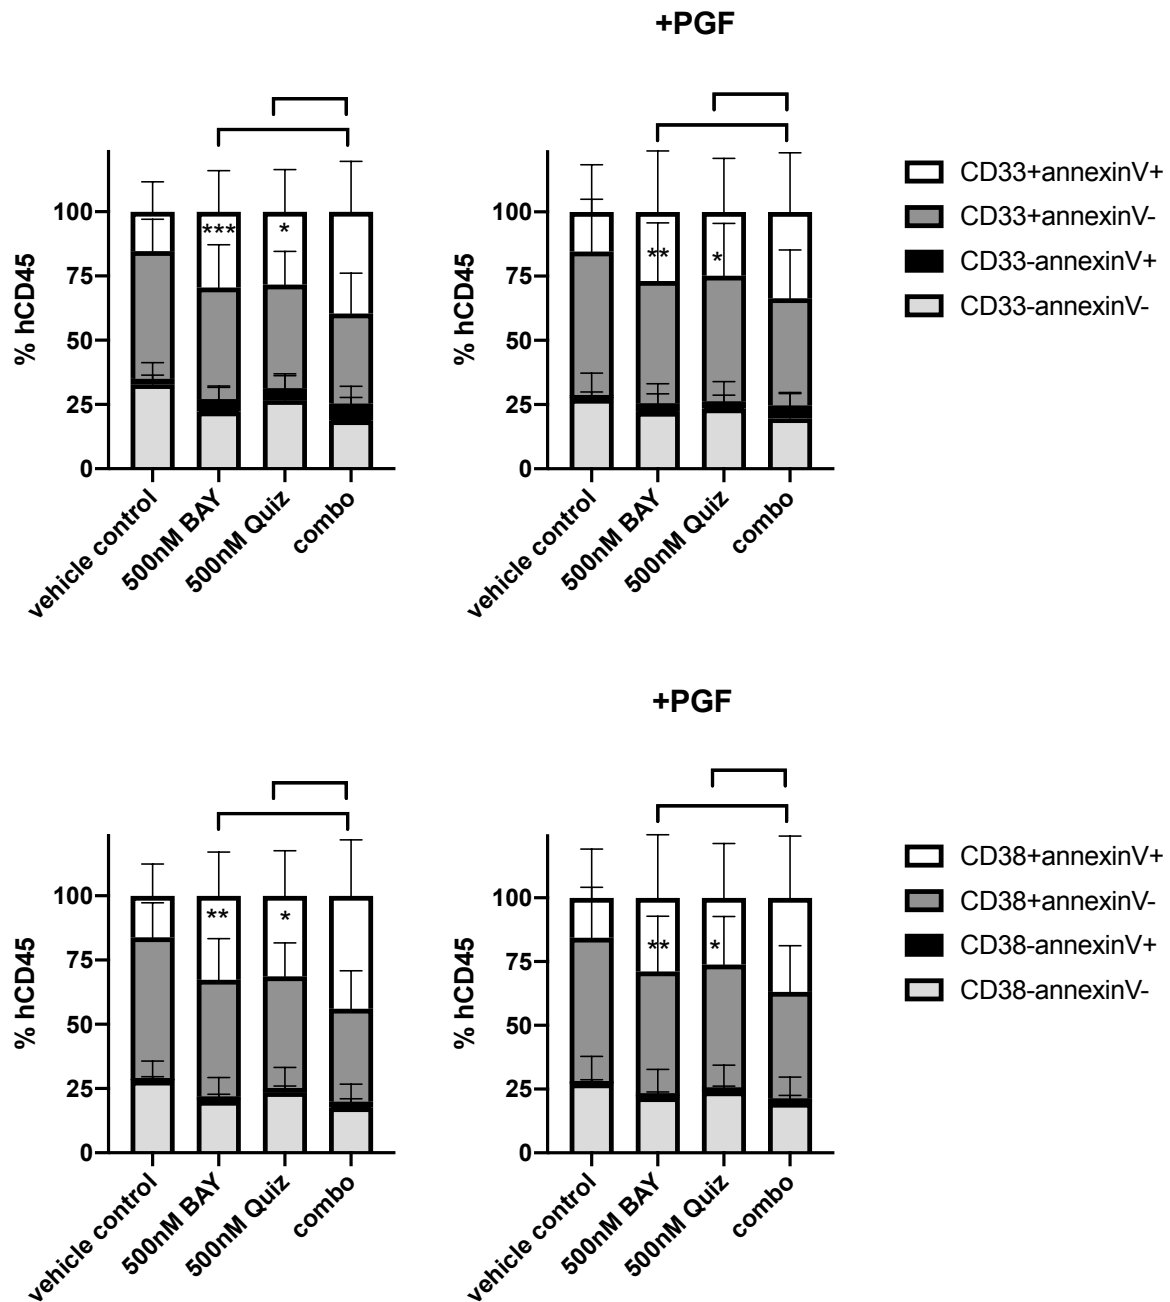 +PGF
% hCD45
100
75
50
25
0
***
*
vehicle control
500nM BAY
500nM Quiz
combo
% hCD45
100
75
50
25
0
**
*
vehicle control
500nM BAY
500nM Quiz
combo
CD33+annexinV+
CD33+annexinV-
CD33-annexinV+
CD33-annexinV-
+PGF
% hCD45
100
75
50
25
0
**
*
vehicle control
500nM BAY
500nM Quiz
combo
% hCD45
100
75
50
25
0
**
*
vehicle control
500nM BAY
500nM Quiz
combo
CD38+annexinV+
CD38+annexinV-
CD38-annexinV+
CD38-annexinV-